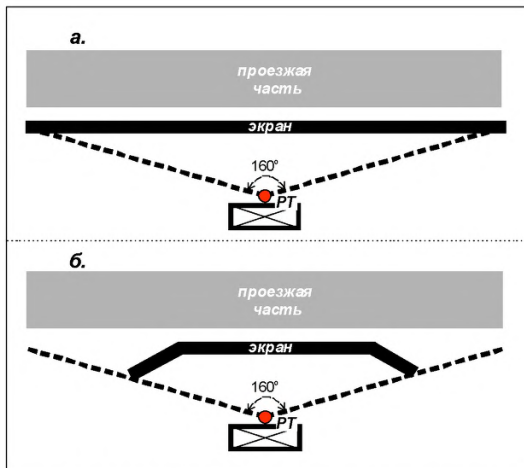 а.
проезжая
часть
экран
160°
РТ
б.
проезжая
часть
экран
160°
РТ